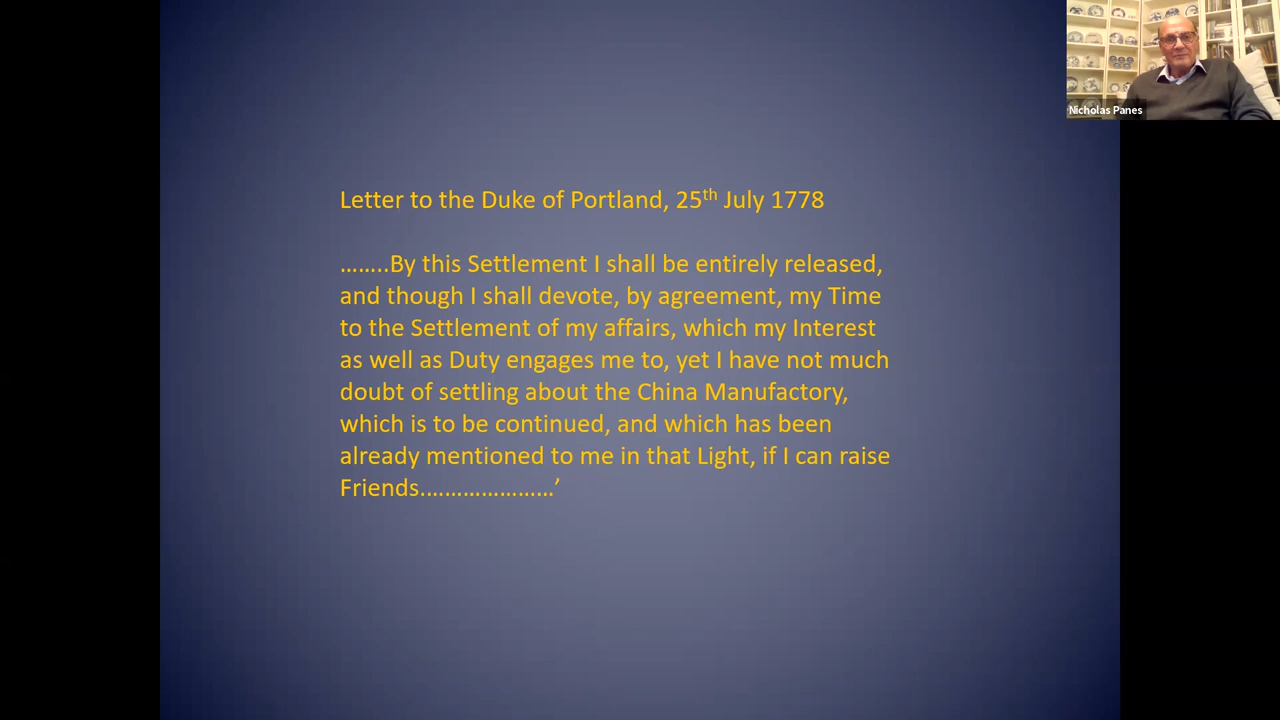 Nicholas Panes
Letter to the Duke of Portland, 25th July 1778
……..By this Settlement I shall be entirely released,
and though I shall devote, by agreement, my Time
to the Settlement of my affairs, which my Interest
as well as Duty engages me to, yet I have not much
doubt of settling about the China Manufactory,
which is to be continued, and which has been
already mentioned to me in that Light, if I can raise
Friends.…………………’